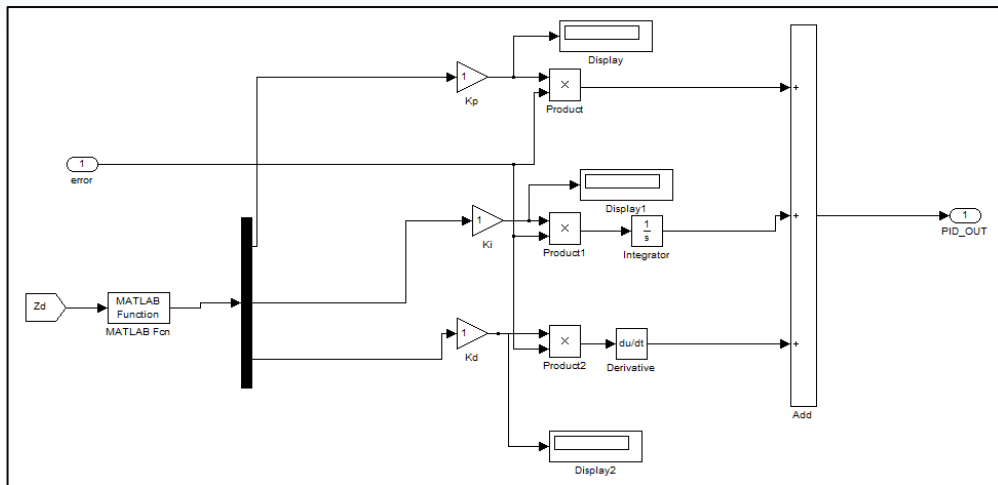 Display
1
Kp
×
Product
+
1
error
Display1
1
Ki
×
Product1
1
s
Integrator
+
1
PID_OUT
Zd
MATLAB
Function
MATLAB Fcn
1
Kd
×
Product2
du/dt
Derivative
+
Add
Display2